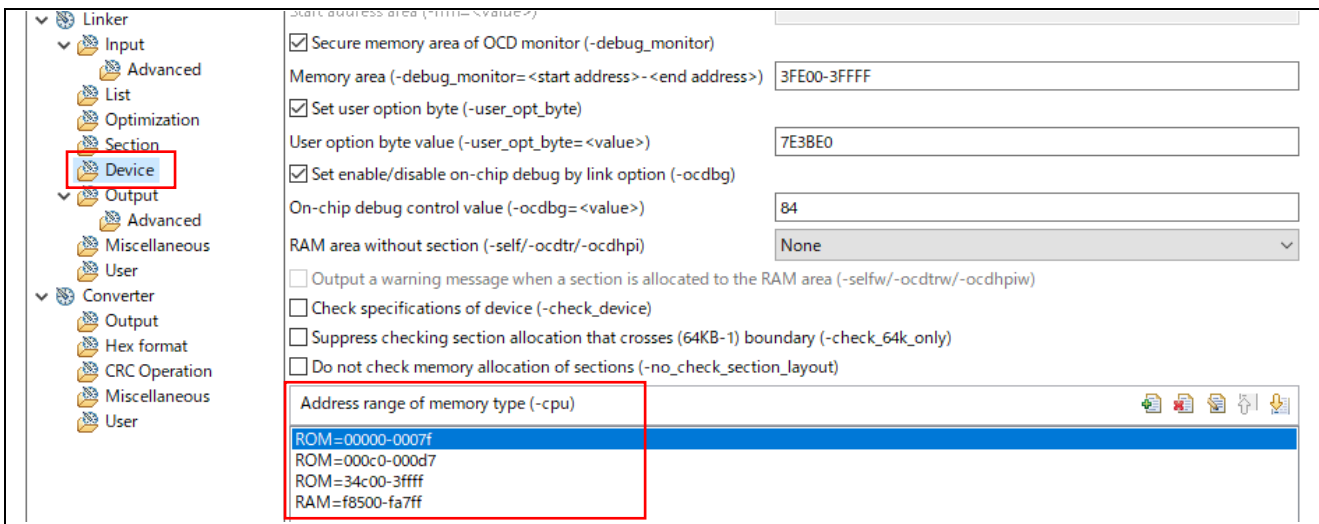 Linker
Input
Advanced
List
Optimization
Section
Device
Output
Advanced
Miscellaneous
User
Converter
Output
Hex format
CRC Operation
Miscellaneous
User
Start address area (-rrm=<value>)
Secure memory area of OCD monitor (-debug_monitor)
Memory area (-debug_monitor=<start address>-<end address>) 3FE00-3FFFF
Set user option byte (-user_opt_byte)
User option byte value (-user_opt_byte=<value>) 7E3BE0
Set enable/disable on-chip debug by link option (-ocdbg)
On-chip debug control value (-ocdbg=<value>) 84
RAM area without section (-self/-ocdtr/-ocdhpi) None
Output a warning message when a section is allocated to the RAM area (-selfw/-ocdtrw/-ocdhpiw)
Check specifications of device (-check_device)
Suppress checking section allocation that crosses (64KB-1) boundary (-check_64k_only)
Do not check memory allocation of sections (-no_check_section_layout)
Address range of memory type (-cpu)
ROM=00000-0007f
ROM=000c0-000d7
ROM=34c00-3ffff
RAM=f8500-fa7ff